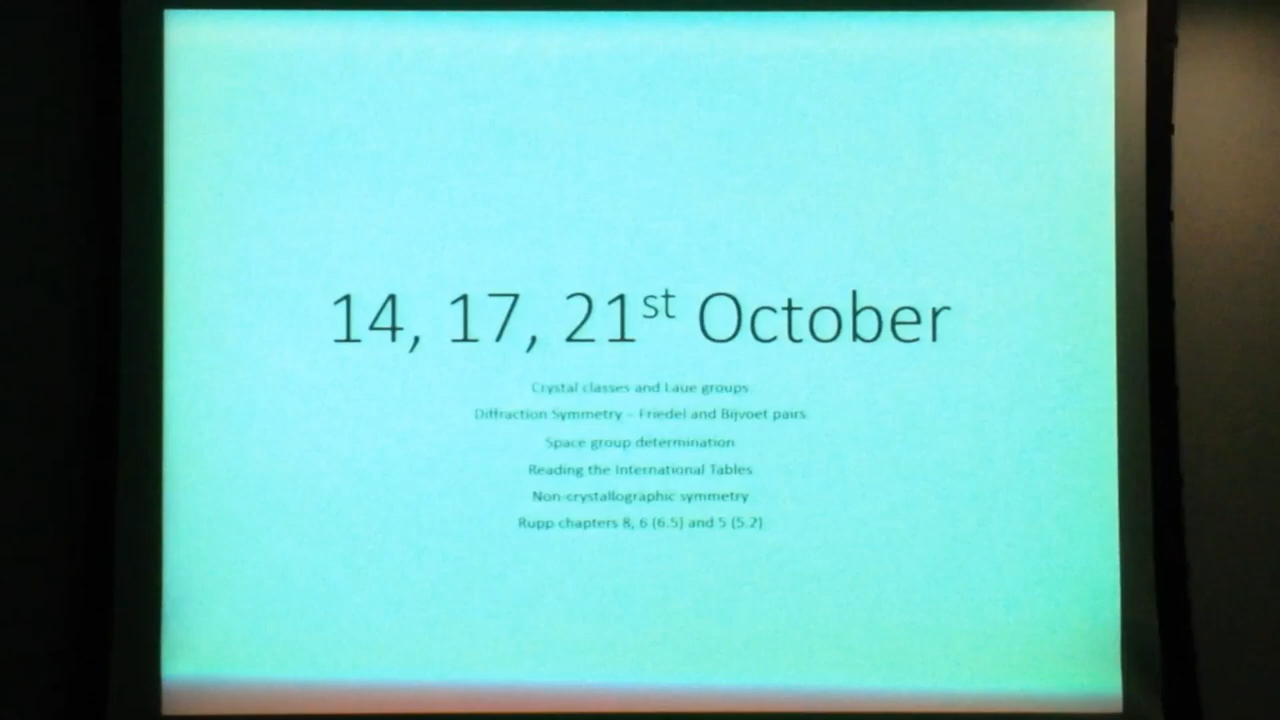 14, 17, 21st October
Crystal classes and Laue groups
Diffraction Symmetry – Friedel and Bijvoet pairs
Space group determination
Reading the International Tables
Non-crystallographic symmetry
Rupp chapters 8, 6 (6.5) and 5 (5.2)